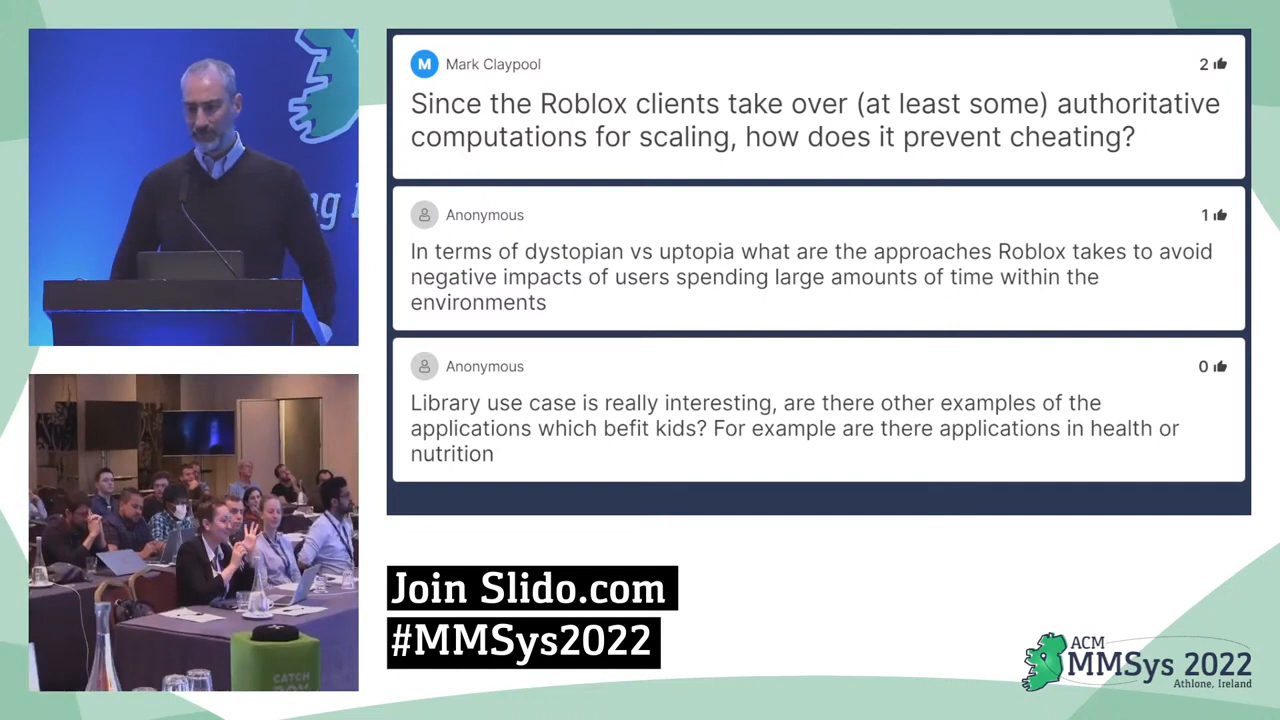 M Mark Claypool 2
Since the Roblox clients take over (at least some) authoritative
computations for scaling, how does it prevent cheating?
Anonymous 1
In terms of dystopian vs uptopia what are the approaches Roblox takes to avoid
negative impacts of users spending large amounts of time within the
environments
Anonymous 0
Library use case is really interesting, are there other examples of the
applications which befit kids? For example are there applications in health or
nutrition
Join Slido.com
#MMSys2022
CATCH
BOX
ACM
MMSys 2022
Athlone, Ireland